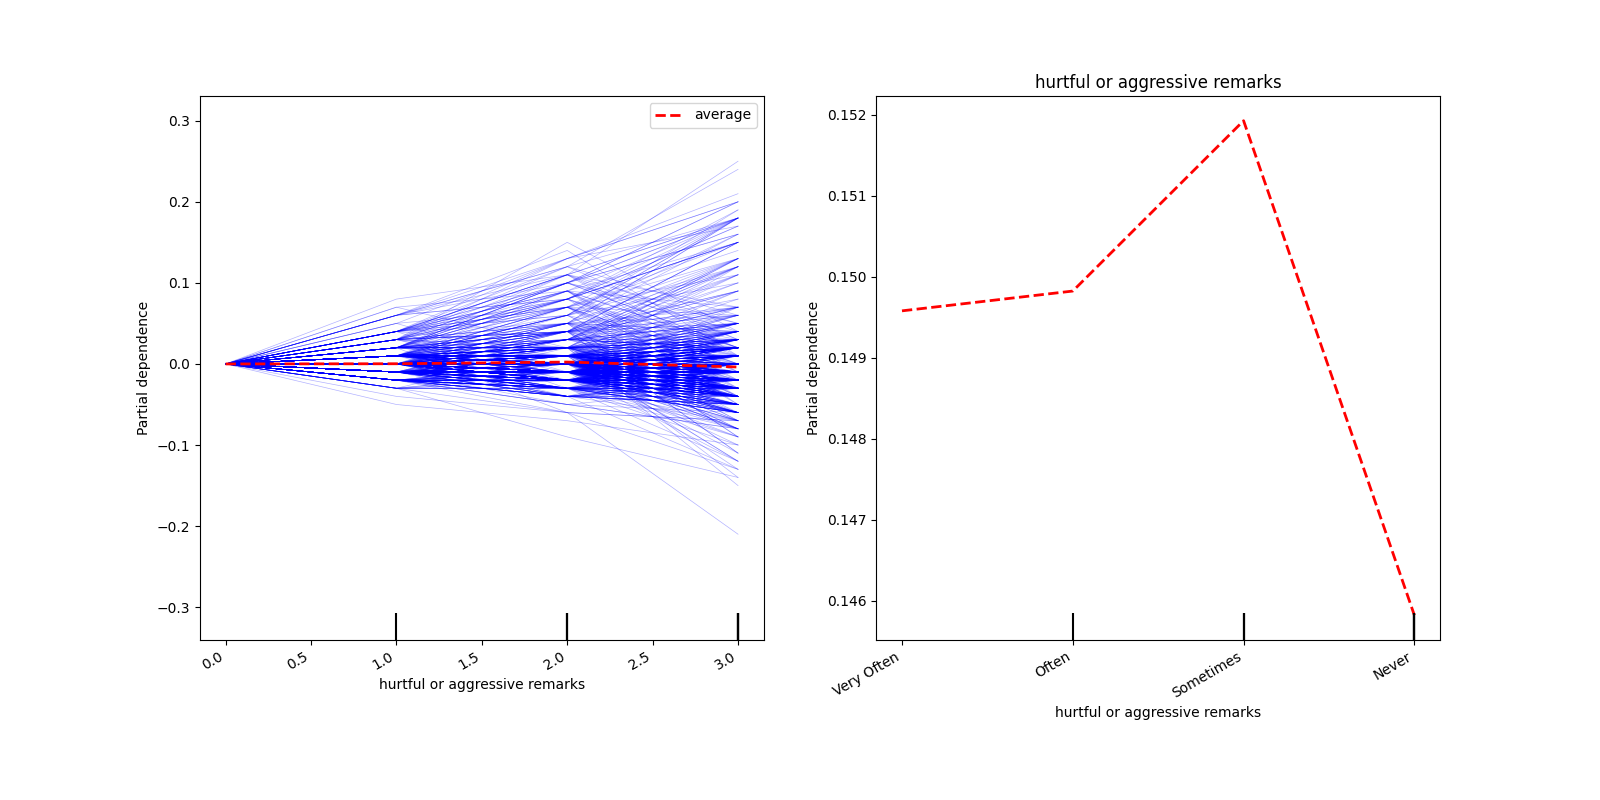 average
0.3
0.2
0.1
0.0
−0.1
−0.2
−0.3
Partial dependence
0.0
0.5
1.0
1.5
2.0
2.5
3.0
hurtful or aggressive remarks
hurtful or aggressive remarks
0.152
0.151
0.150
0.149
0.148
0.147
0.146
Partial dependence
Very Often
Often
Sometimes
Never
hurtful or aggressive remarks